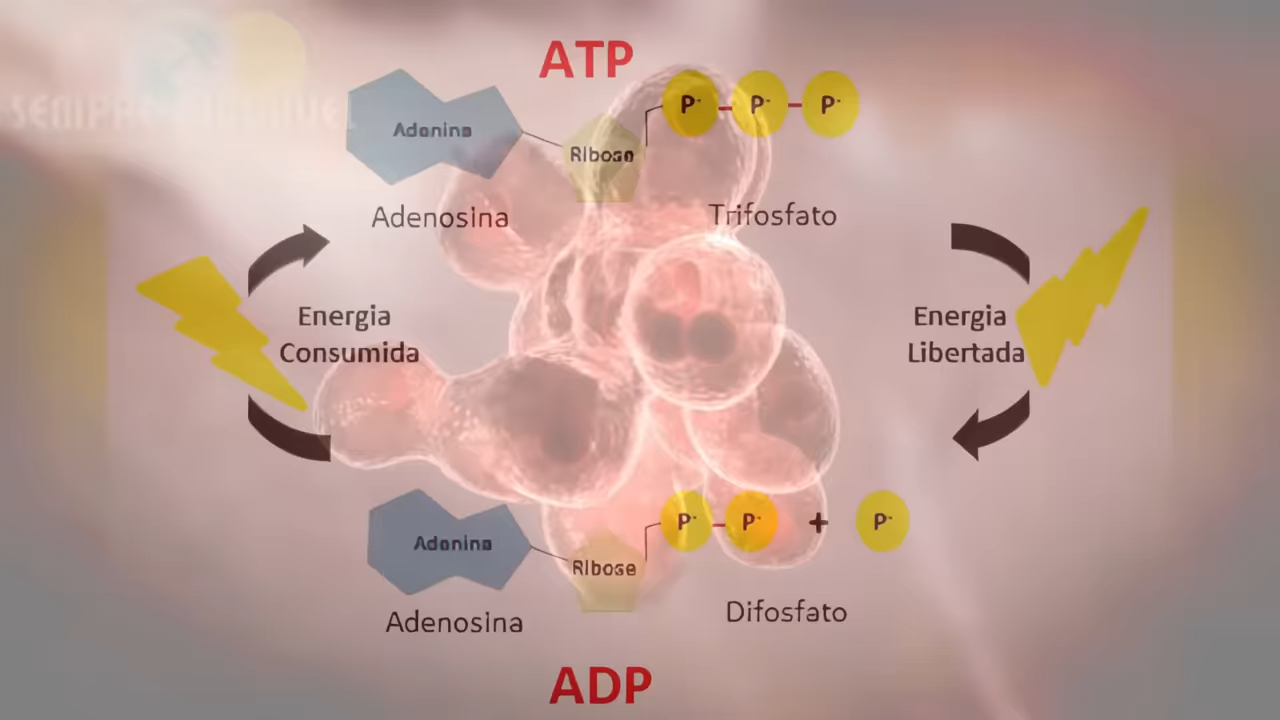 ATP
Adenina
Ribose
P-
P-
P-
Adenosina
Trifosfato
Energia
Consumida
Energia
Libertada
Adenina
Ribose
P-
P-
+
P-
Adenosina
Difosfato
ADP